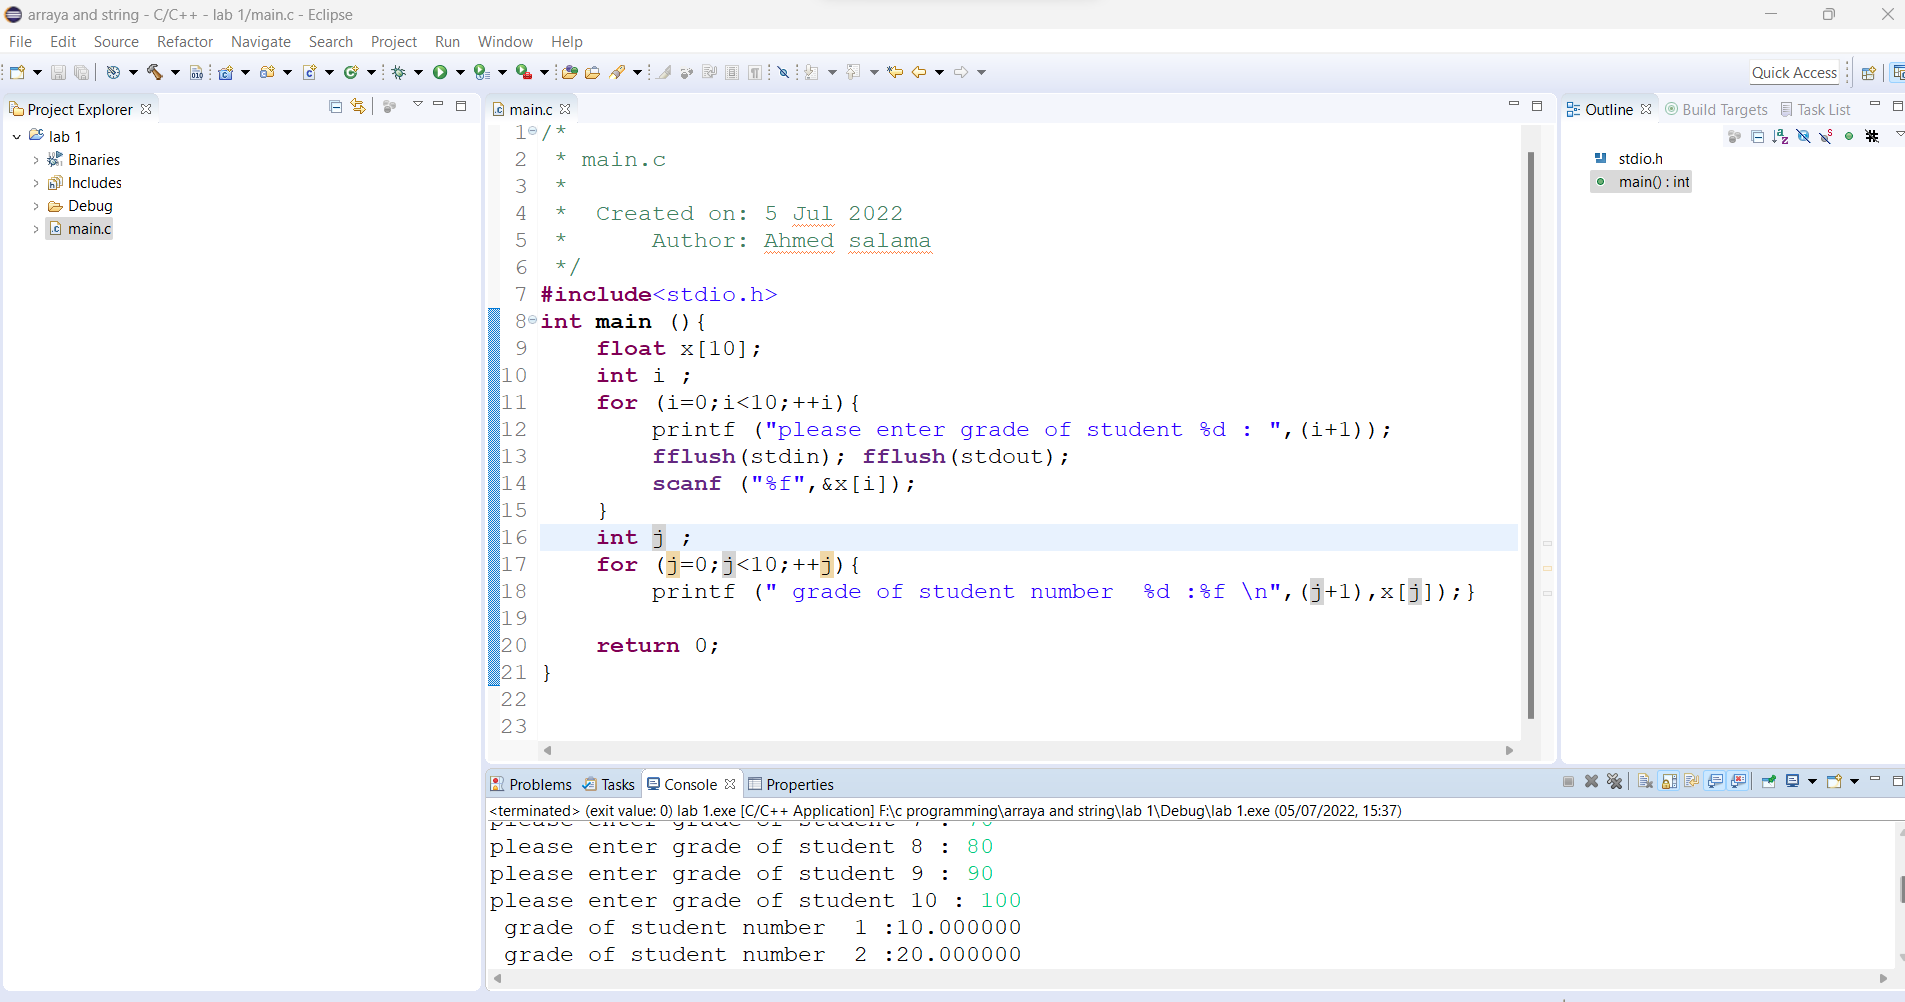 arraya and string - C/C++ - lab 1/main.c - Eclipse
File Edit Source Refactor Navigate Search Project Run Window Help
Quick Access
Project Explorer
lab 1
Binaries
Includes
Debug
main.c
main.c
1 /*
2  * main.c
3  *
4  *  Created on: 5 Jul 2022
5  *      Author: Ahmed salama
6  */
7 #include<stdio.h>
8 int main (){
9     float x[10];
10     int i ;
11     for (i=0;i<10;++i){
12         printf ("please enter grade of student %d : ",(i+1));
13         fflush(stdin); fflush(stdout);
14         scanf ("%f",&x[i]);
15     }
16     int j ;
17     for (j=0;j<10;++j){
18         printf (" grade of student number  %d :%f \n",(j+1),x[j]);}
19
20     return 0;
21 }
22
23
Outline Build Targets Task List
stdio.h
main() : int
Problems Tasks Console Properties
<terminated> (exit value: 0) lab 1.exe [C/C++ Application] F:\c programming\arraya and string\lab 1\Debug\lab 1.exe (05/07/2022, 15:37)
please enter grade of student 7 : 70
please enter grade of student 8 : 80
please enter grade of student 9 : 90
please enter grade of student 10 : 100
 grade of student number  1 :10.000000
 grade of student number  2 :20.000000